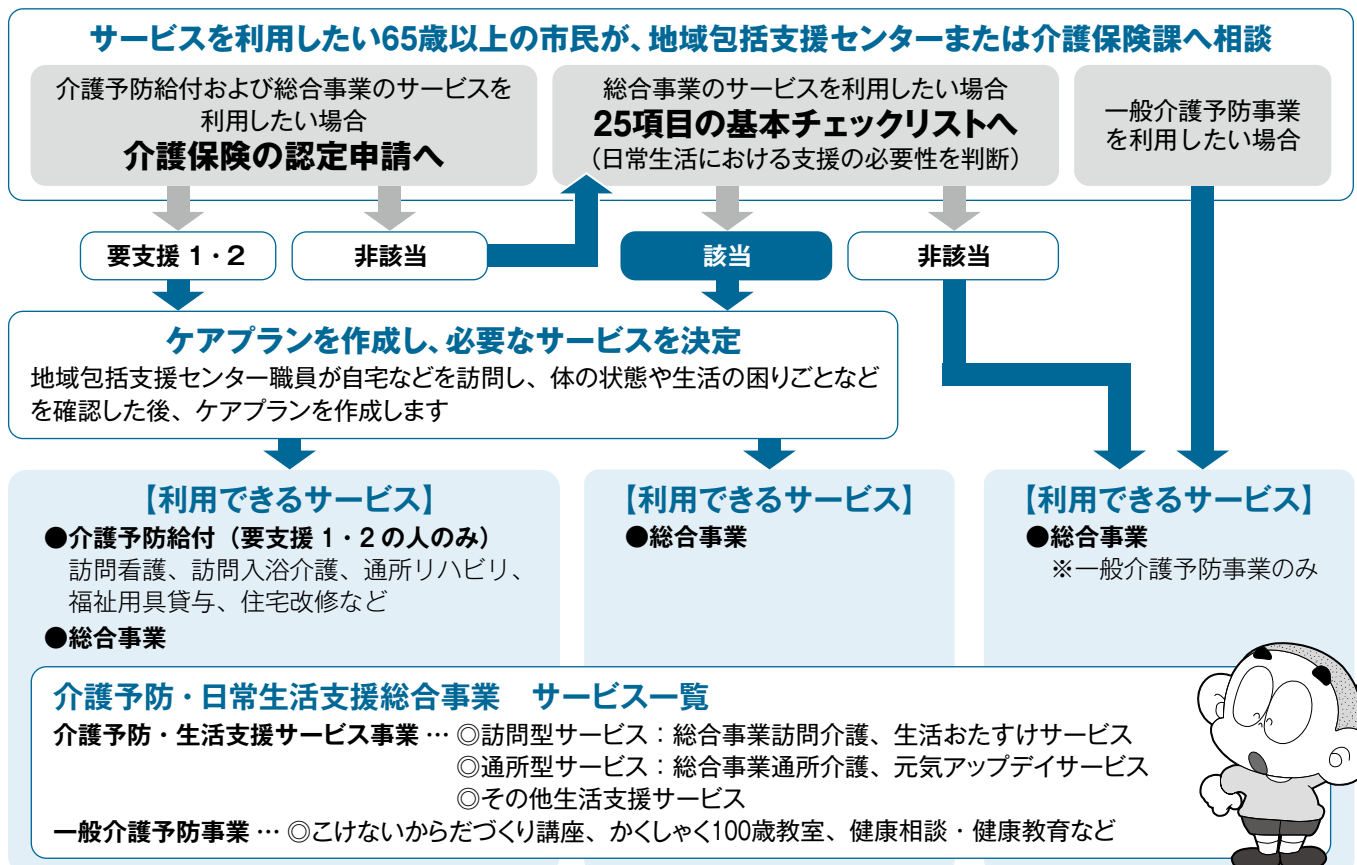 サービスを利用したい65歳以上の市民が、地域包括支援センターまたは介護保険課へ相談
介護予防給付および総合事業のサービスを
利用したい場合
介護保険の認定申請へ
総合事業のサービスを利用したい場合
25項目の基本チェックリストへ
（日常生活における支援の必要性を判断）
一般介護予防事業
を利用したい場合
要支援 1・2
非該当
該当
非該当
ケアプランを作成し、必要なサービスを決定
地域包括支援センター職員が自宅などを訪問し、体の状態や生活の困りごとなど
を確認した後、ケアプランを作成します
【利用できるサービス】
●介護予防給付（要支援 1・2 の人のみ）
訪問看護、訪問入浴介護、通所リハビリ、
福祉用具貸与、住宅改修など
●総合事業
【利用できるサービス】
●総合事業
【利用できるサービス】
●総合事業
※一般介護予防事業のみ
介護予防・日常生活支援総合事業　サービス一覧
介護予防・生活支援サービス事業 … ◎訪問型サービス：総合事業訪問介護、生活おたすけサービス
◎通所型サービス：総合事業通所介護、元気アップデイサービス
◎その他生活支援サービス
一般介護予防事業 … ◎こけないからだづくり講座、かくしゃく100歳教室、健康相談・健康教育など